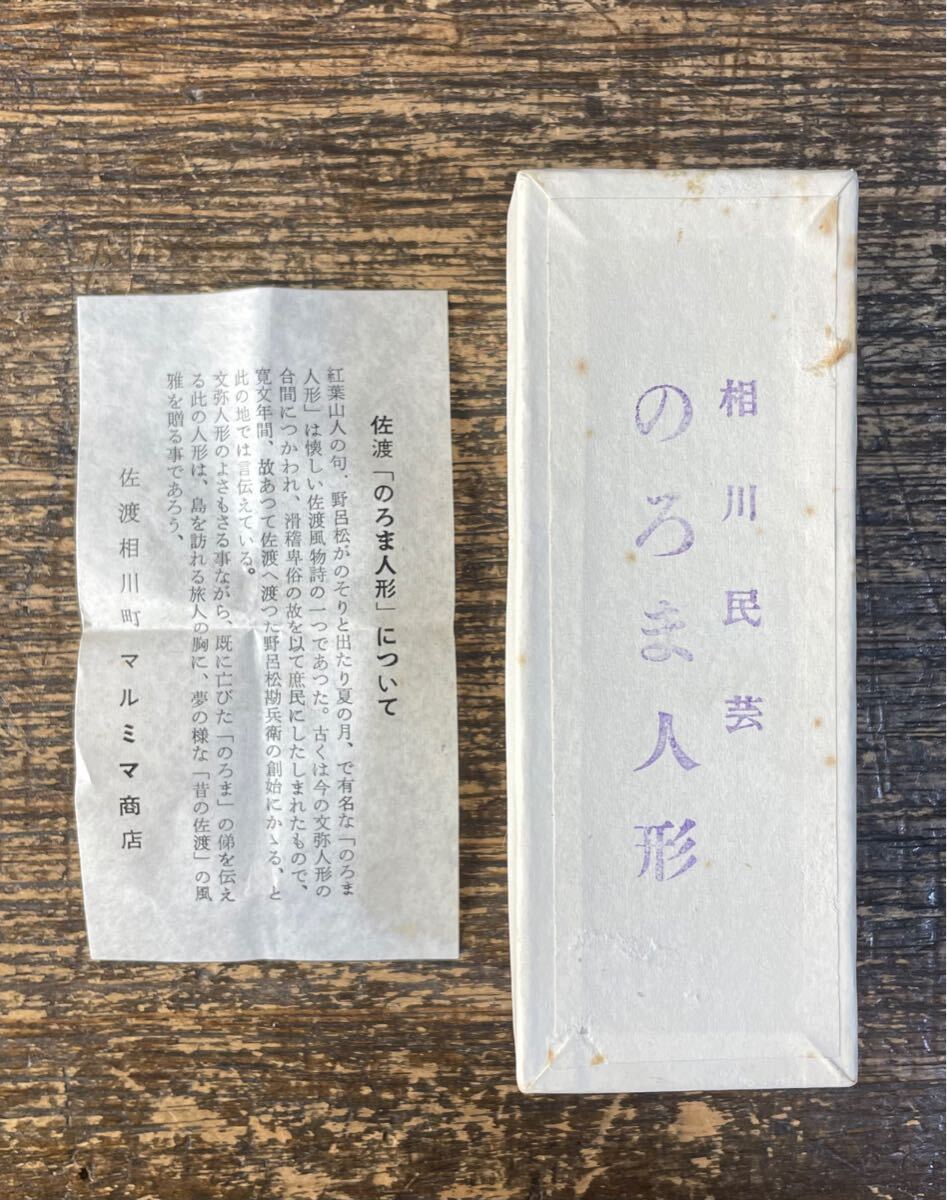 佐渡「のろま人形」について
紅葉山人の句．野呂松がのそりと出たり夏の月、で有名な「のろま
人形」は懐しい佐渡風物詩の一つであつた。古くは今の文弥人形の
合間につかわれ、滑稽卑俗の故を以て庶民にしたしまれたもので、
寛文年間、故あつて佐渡へ渡つた野呂松勘兵衛の創始にかゝる、と
此の地では言伝えている。
文弥人形のよさもさる事ながら、既に亡びた「のろま」の俤を伝え
る此の人形は、島を訪れる旅人の胸に、夢の様な「昔の佐渡」の風
雅を贈る事であろう、
佐渡相川町 マルミマ商店
相川民芸
のろま人形